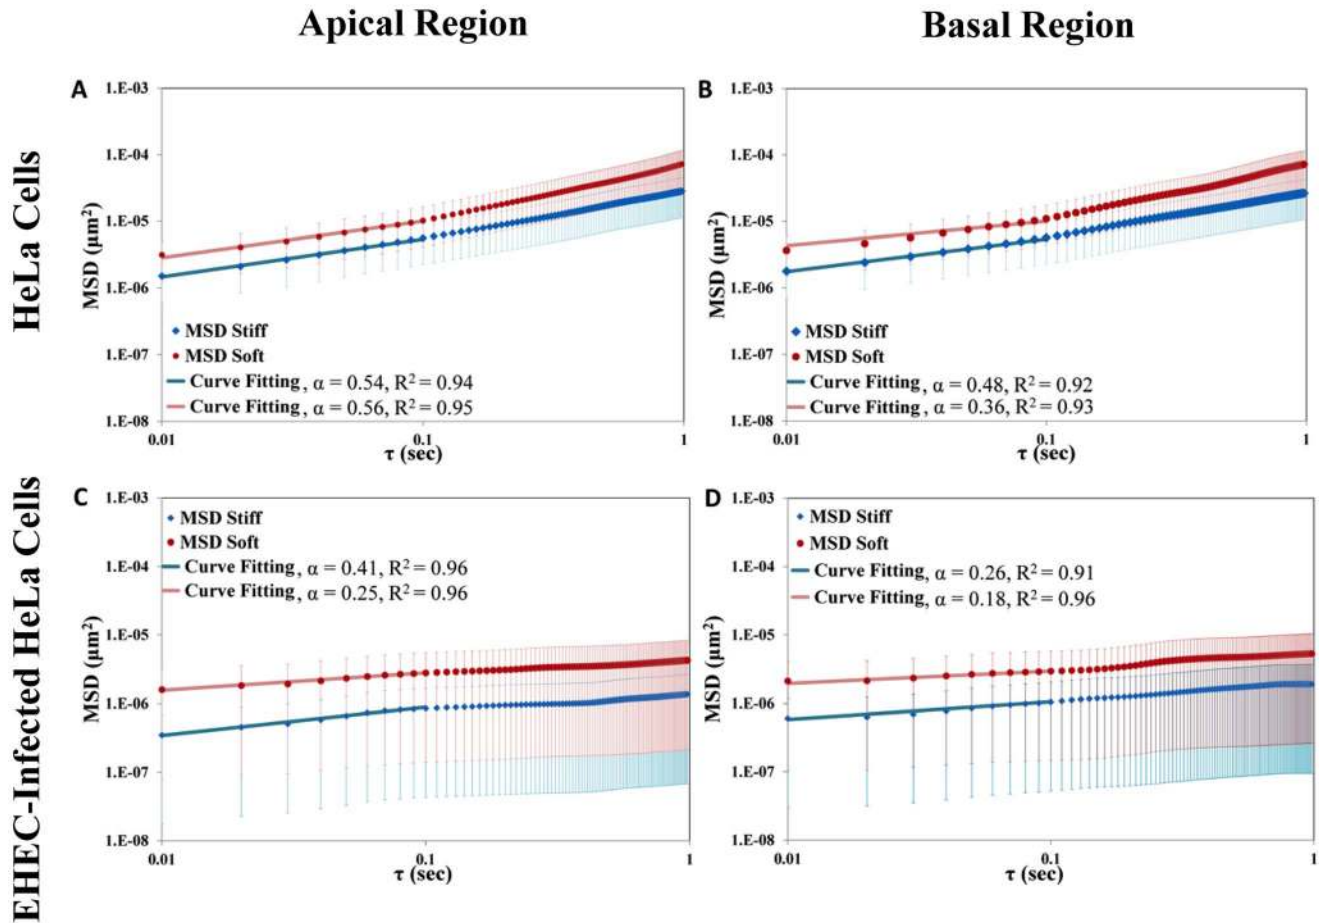 Apical Region
Basal Region
HeLa Cells
EHEC-Infected HeLa Cells
A
1.E-03
1.E-04
1.E-05
1.E-06
1.E-07
1.E-08
MSD (µm²)
MSD Stiff
MSD Soft
Curve Fitting, α = 0.54, R² = 0.94
Curve Fitting, α = 0.56, R² = 0.95
0.01
0.1
1
τ (sec)
B
1.E-03
1.E-04
1.E-05
1.E-06
1.E-07
1.E-08
MSD (µm²)
MSD Stiff
MSD Soft
Curve Fitting, α = 0.48, R² = 0.92
Curve Fitting, α = 0.36, R² = 0.93
0.01
0.1
1
τ (sec)
C
1.E-03
1.E-04
1.E-05
1.E-06
1.E-07
1.E-08
MSD (µm²)
MSD Stiff
MSD Soft
Curve Fitting, α = 0.41, R² = 0.96
Curve Fitting, α = 0.25, R² = 0.96
0.01
0.1
1
τ (sec)
D
1.E-03
1.E-04
1.E-05
1.E-06
1.E-07
1.E-08
MSD (µm²)
MSD Stiff
MSD Soft
Curve Fitting, α = 0.26, R² = 0.91
Curve Fitting, α = 0.18, R² = 0.96
0.01
0.1
1
τ (sec)